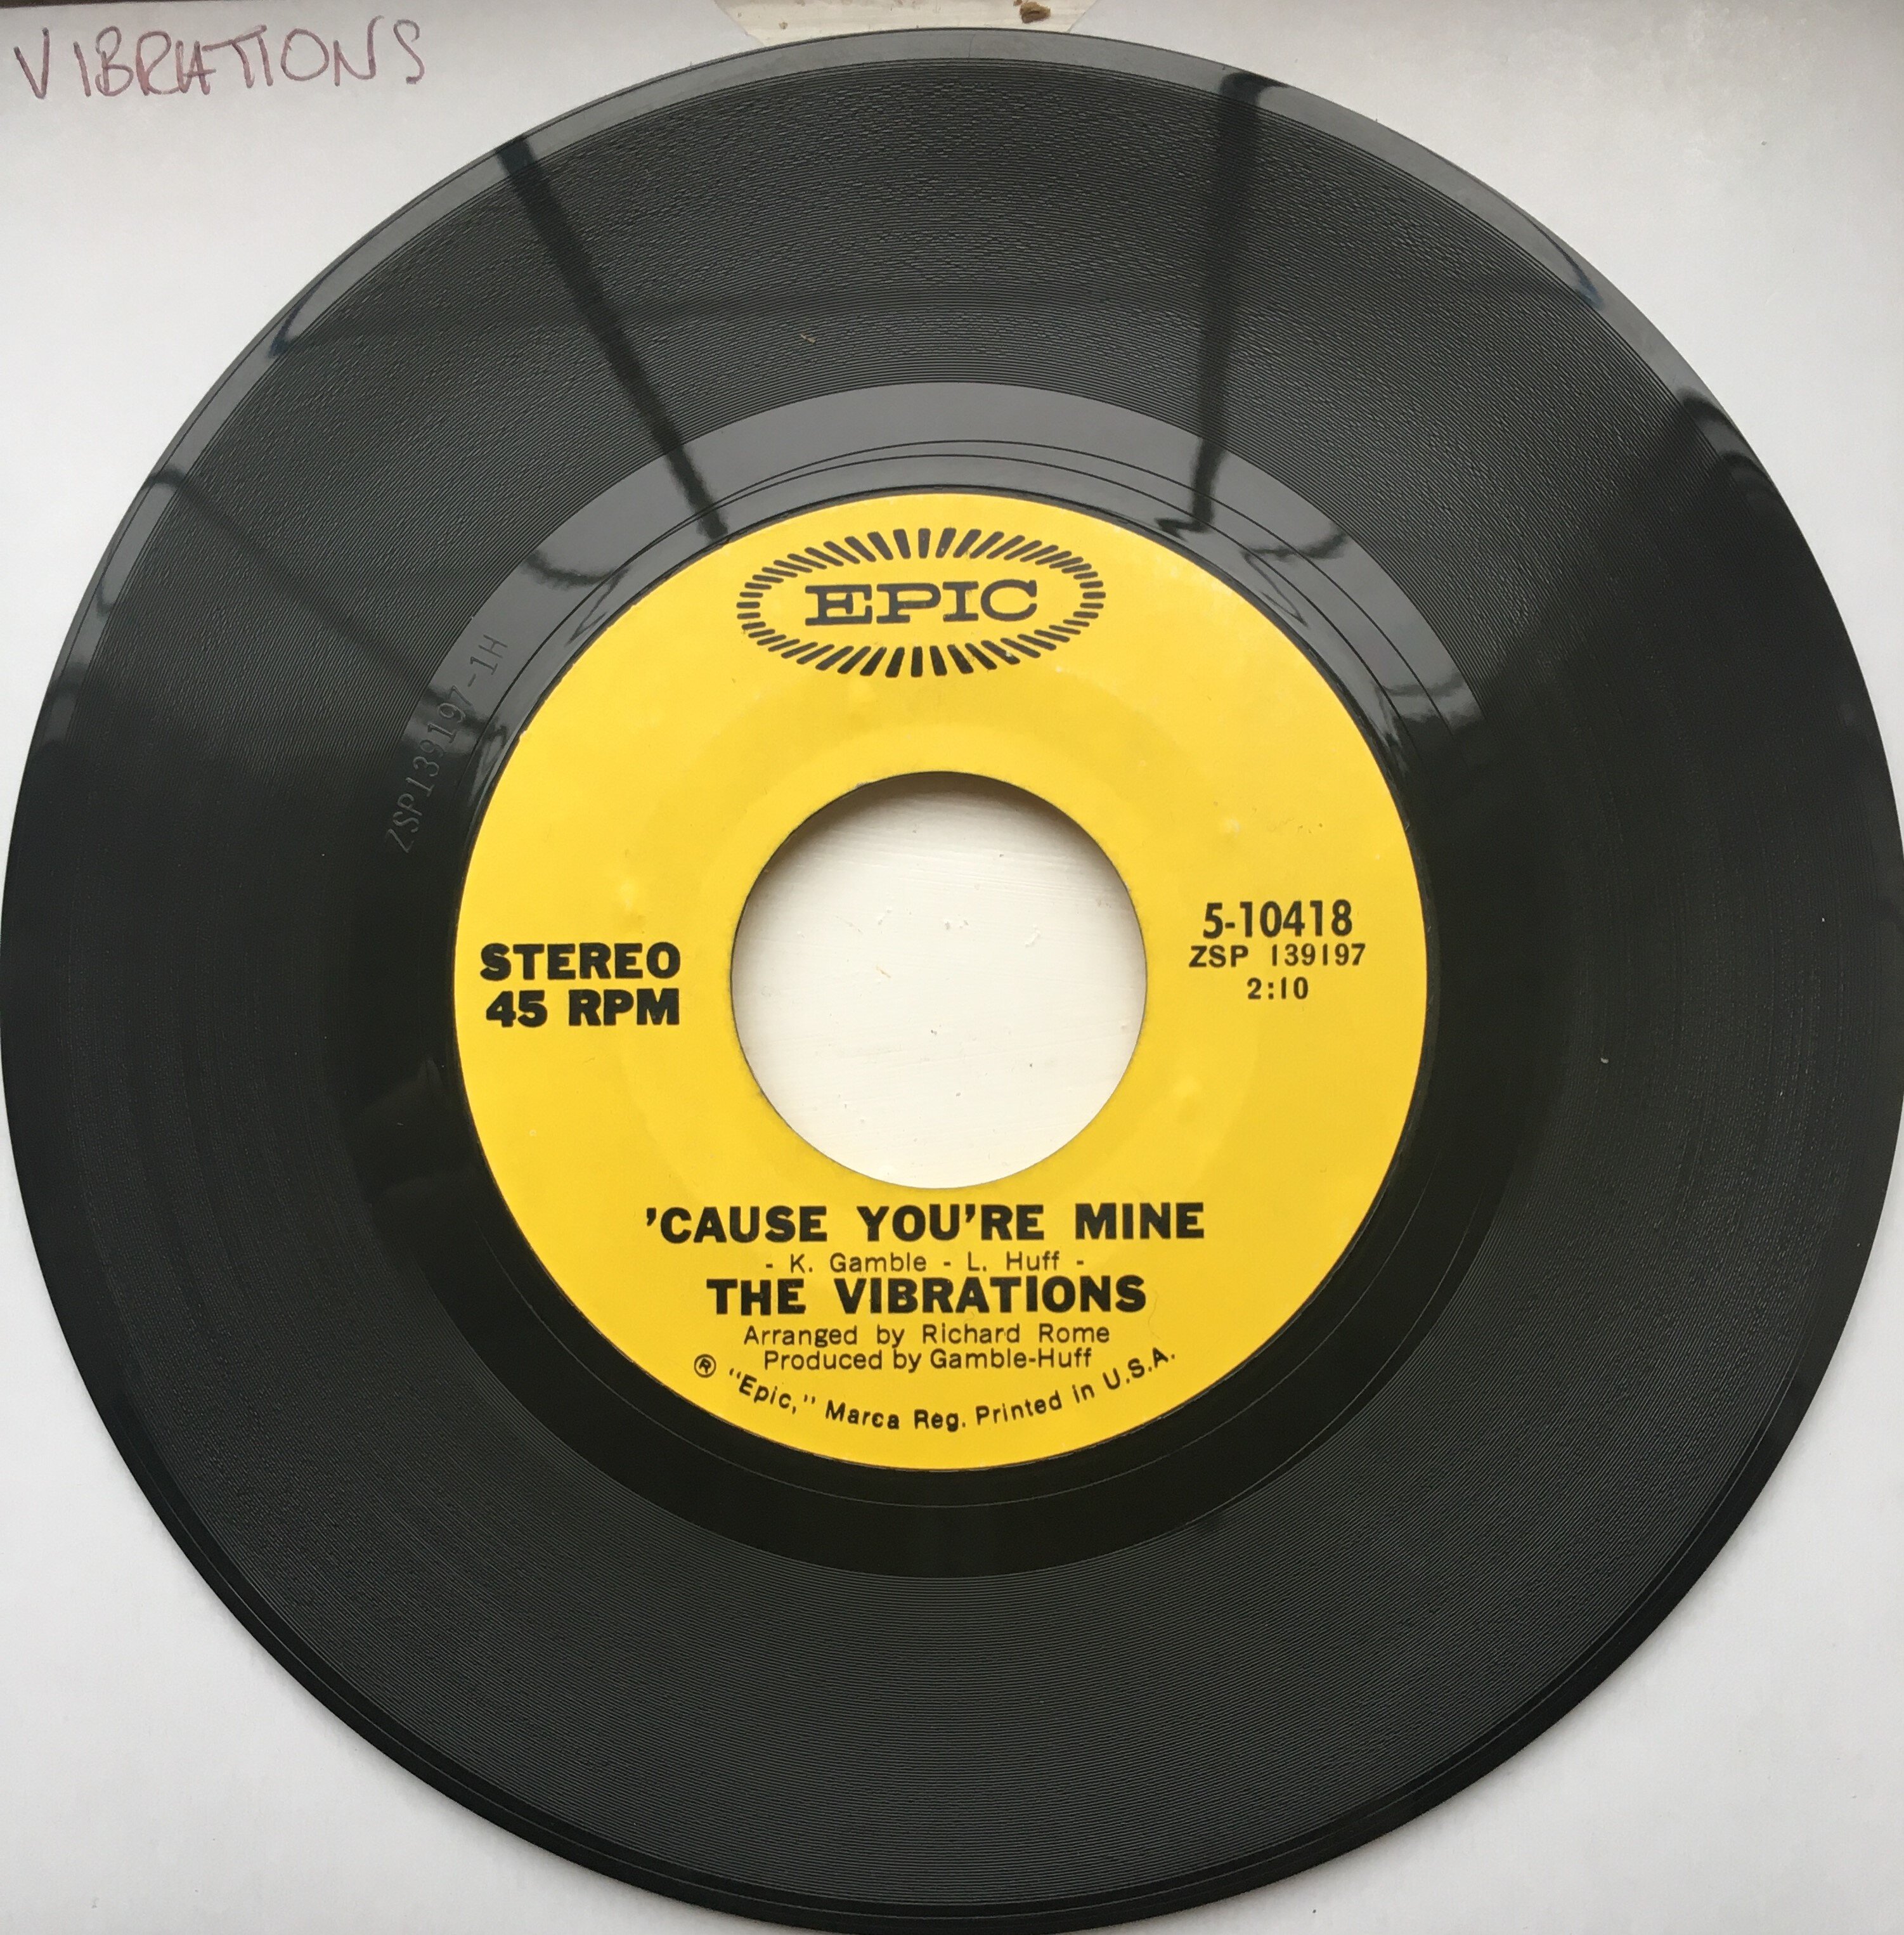 VIBRATIONS
EPIC
ZSP139197-1H
STEREO
45 RPM
5-10418
ZSP 139197
2:10
'CAUSE YOU'RE MINE
- K. Gamble - L. Huff -
THE VIBRATIONS
Arranged by Richard Rome
Produced by Gamble-Huff
® "Epic," Marca Reg. Printed in U.S.A.